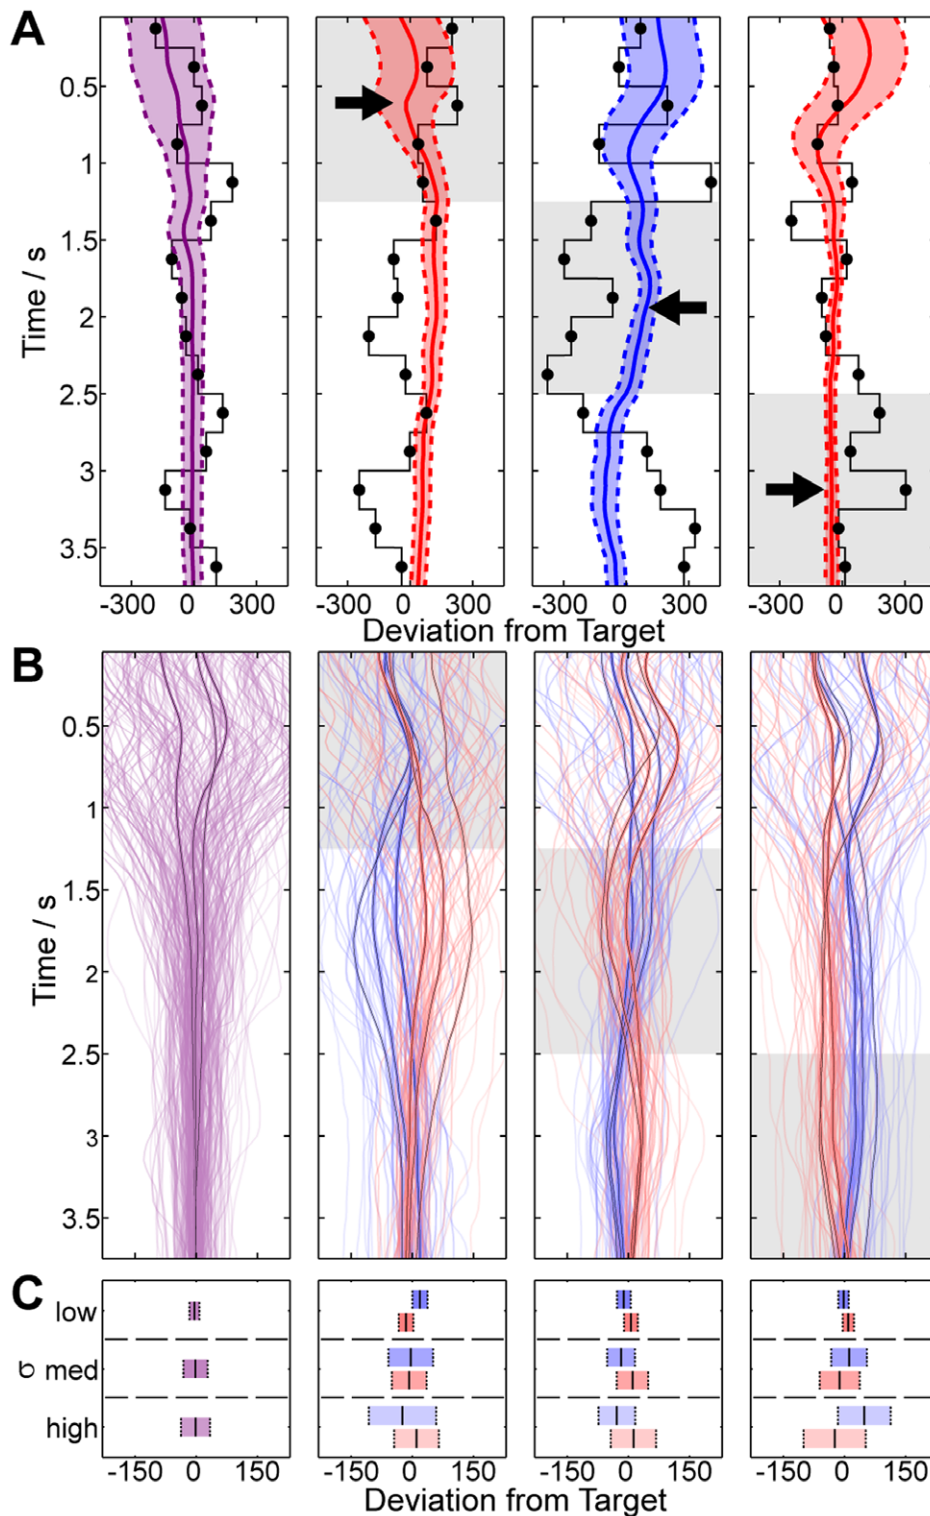 A
0.5
1
1.5
2
2.5
3
3.5
Time / s
-300 0 300 -300 0 300 -300 0 300 -300 0 300
Deviation from Target
B
0.5
1
1.5
2
2.5
3
3.5
Time / s
C
low
σ med
high
-150 0 150 -150 0 150 -150 0 150 -150 0 150
Deviation from Target